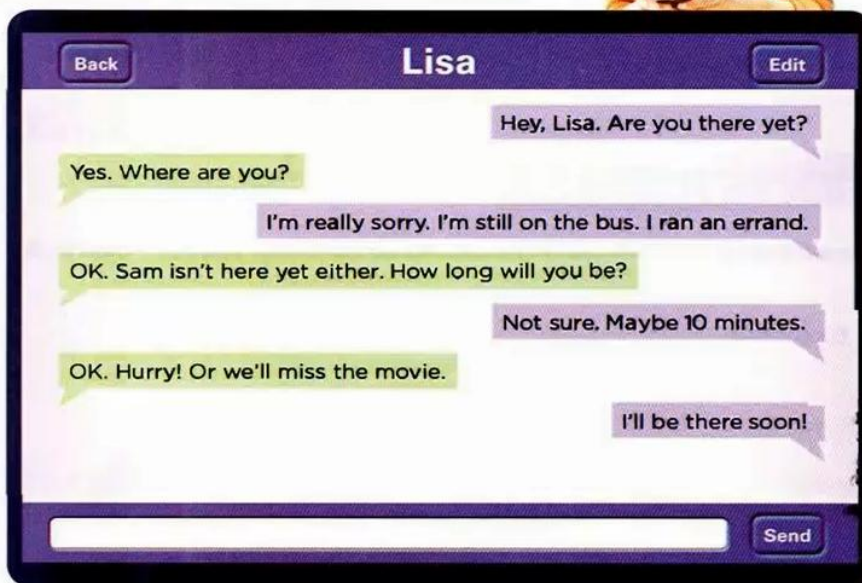 Back
Lisa
Edit
Hey, Lisa. Are you there yet?
Yes. Where are you?
I'm really sorry. I'm still on the bus. I ran an errand.
OK. Sam isn't here yet either. How long will you be?
Not sure. Maybe 10 minutes.
OK. Hurry! Or we'll miss the movie.
I'll be there soon!
Send